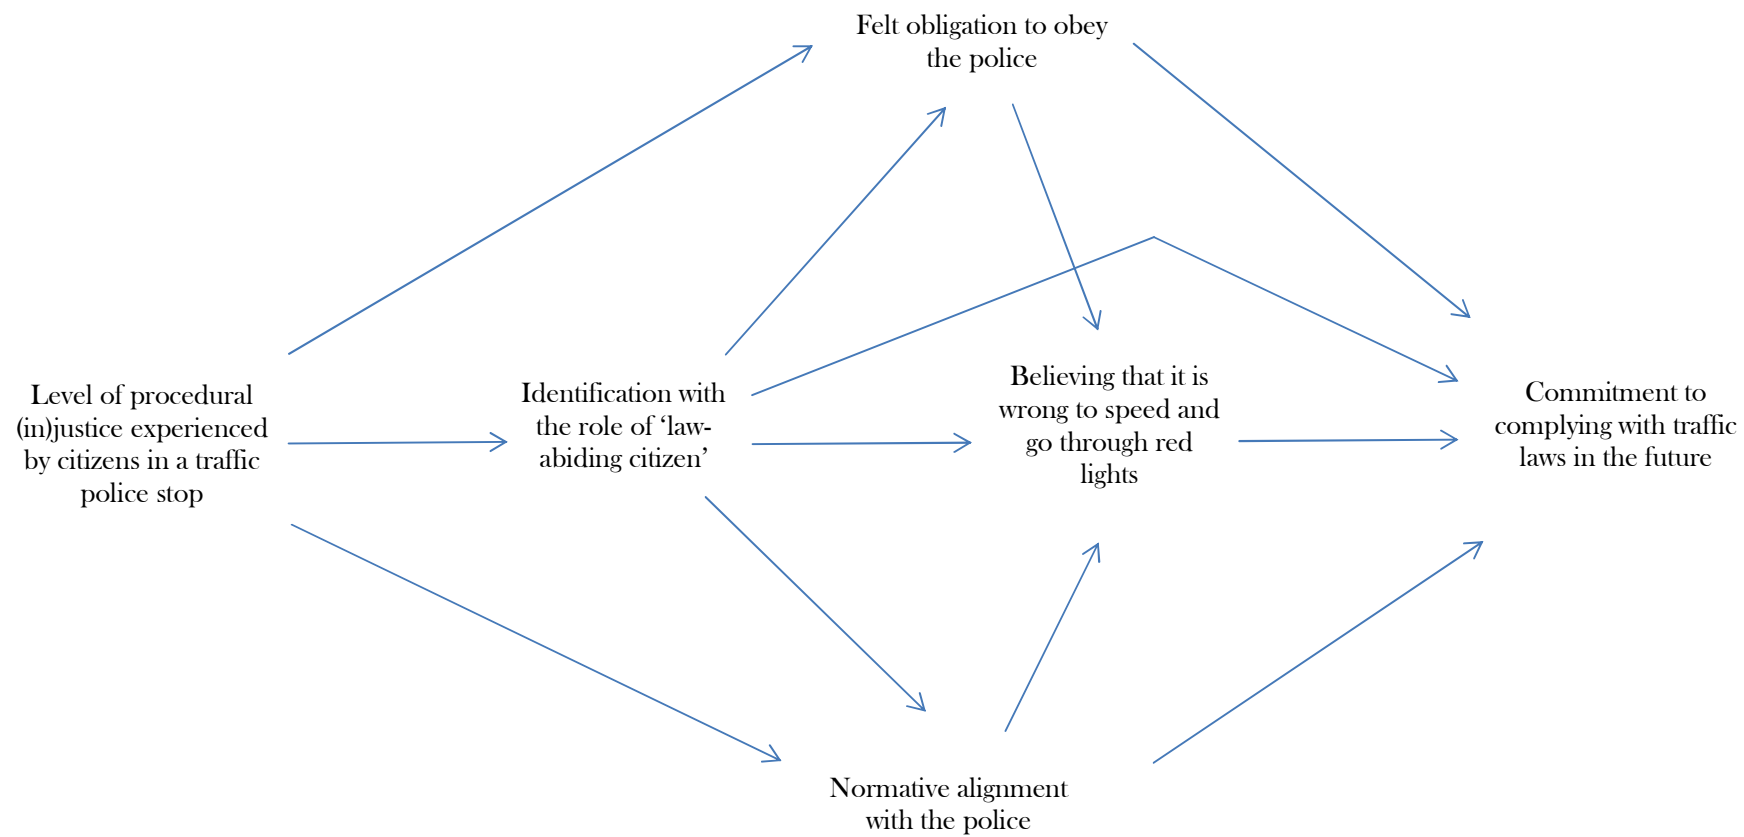 Felt obligation to obey
the police
Level of procedural
(in)justice experienced
by citizens in a traffic
police stop
Identification with
the role of ‘law-
abiding citizen’
Believing that it is
wrong to speed and
go through red
lights
Commitment to
complying with traffic
laws in the future
Normative alignment
with the police